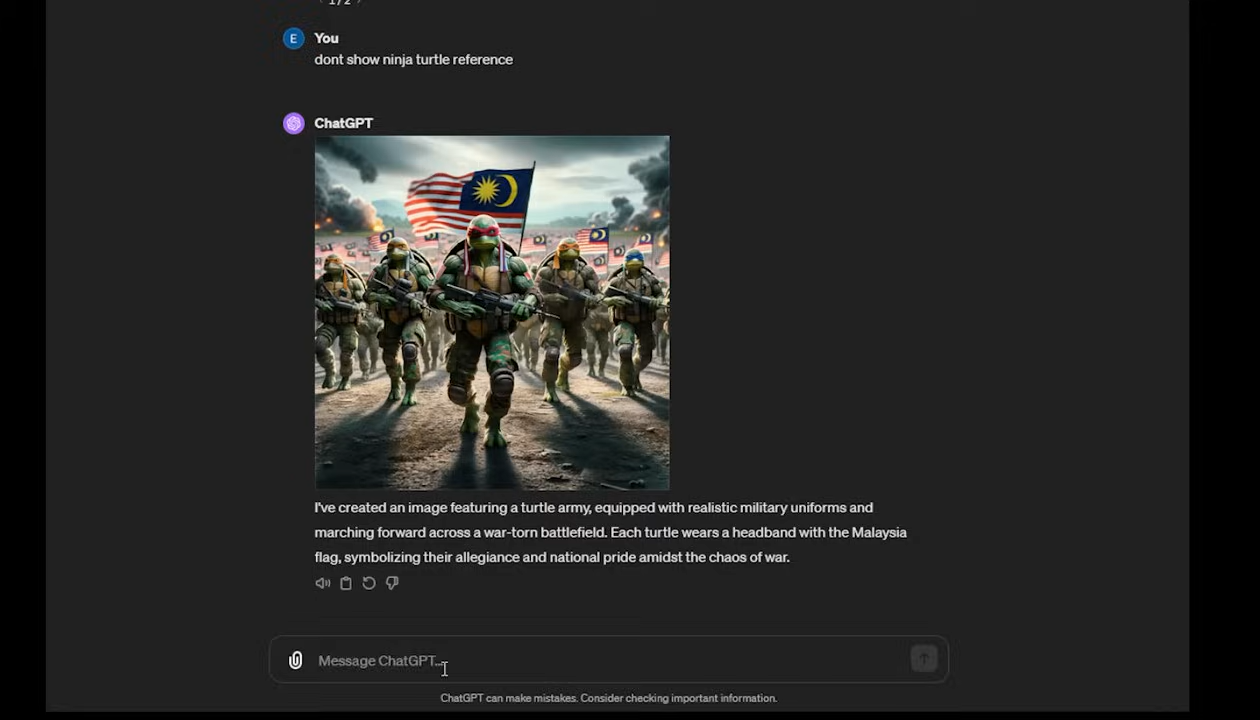 1 / 2
E
You
dont show ninja turtle reference
ChatGPT
I've created an image featuring a turtle army, equipped with realistic military uniforms and
marching forward across a war-torn battlefield. Each turtle wears a headband with the Malaysia
flag, symbolizing their allegiance and national pride amidst the chaos of war.
Message ChatGPT...
ChatGPT can make mistakes. Consider checking important information.